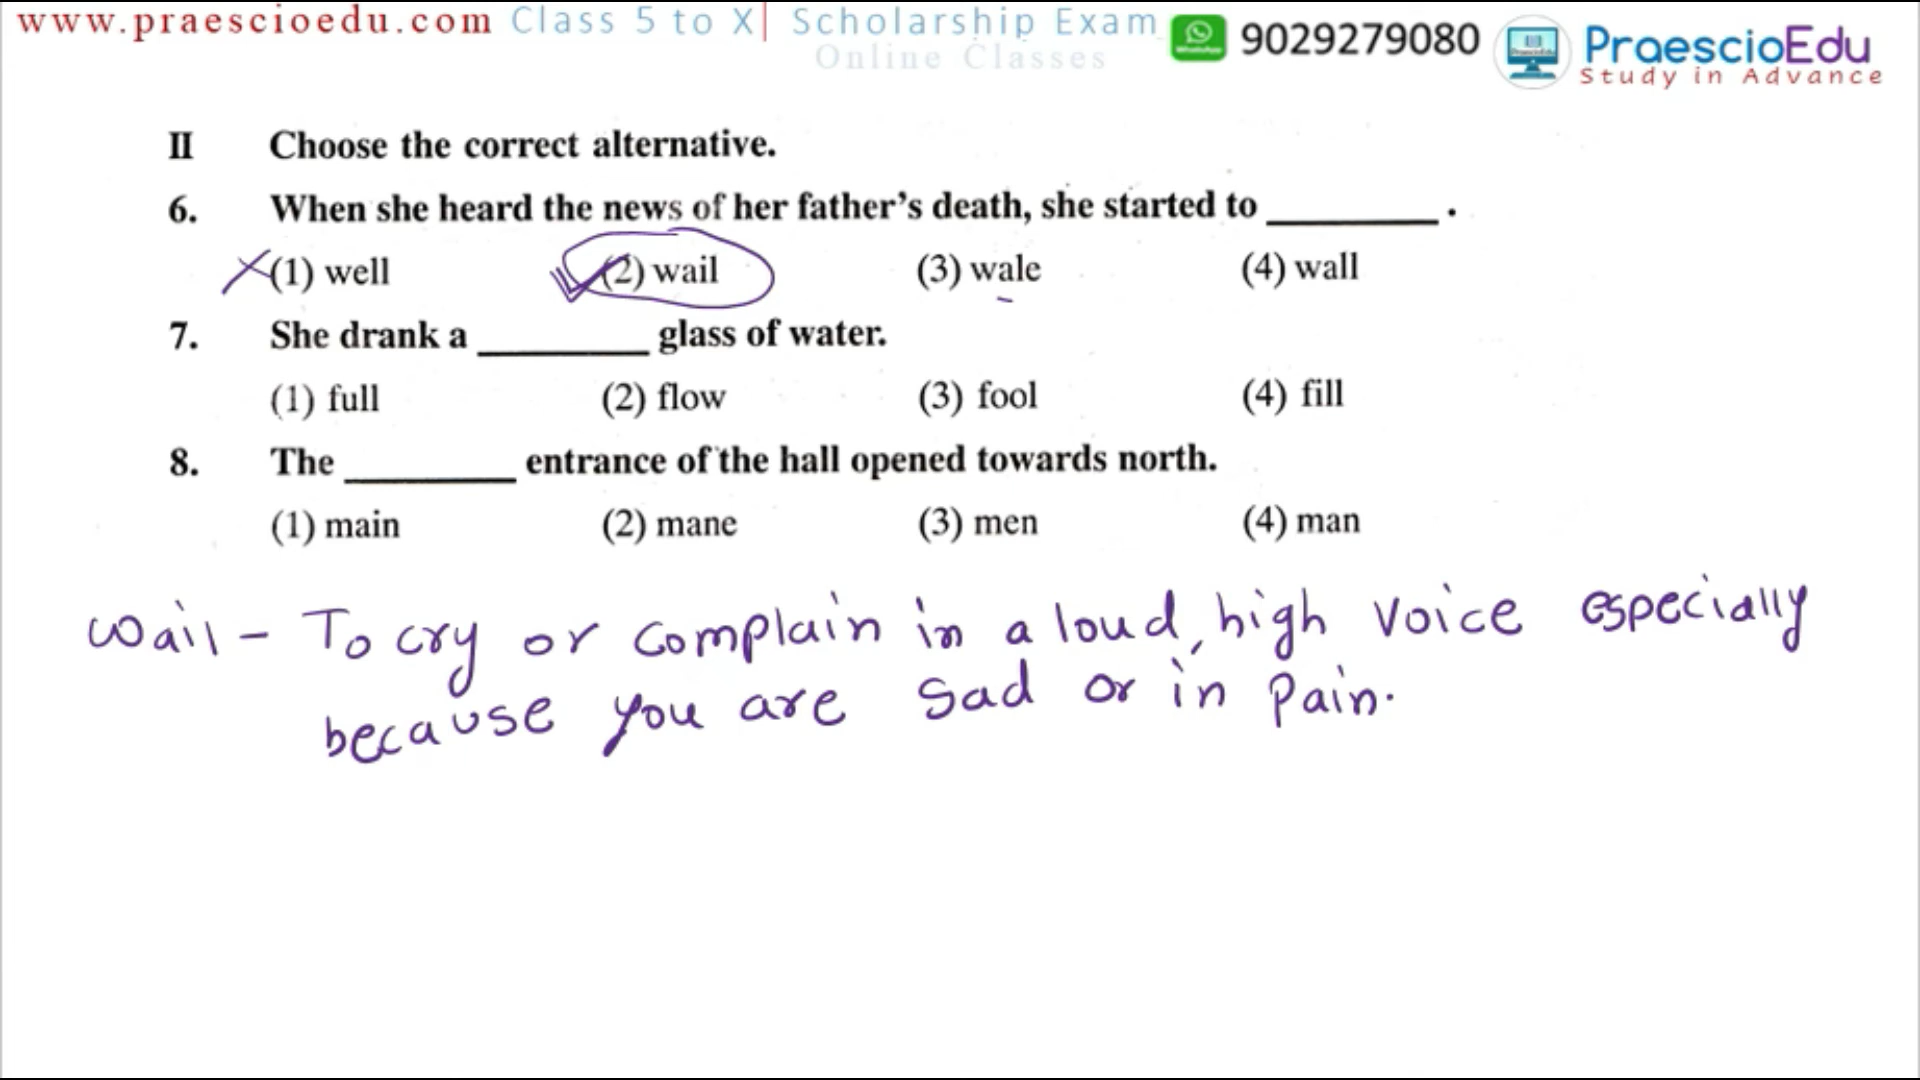 www.praescioedu.com Class 5 to X| Scholarship Exam
Online Classes
WhatsApp
9029279080
PraescioEdu
Study in Advance
II Choose the correct alternative.
6. When she heard the news of her father's death, she started to ________ .
(1) well (2) wail (3) wale (4) wall
7. She drank a ________ glass of water.
(1) full (2) flow (3) fool (4) fill
8. The ________ entrance of the hall opened towards north.
(1) main (2) mane (3) men (4) man
wail - To cry or complain in a loud, high voice especially
because you are sad or in pain.